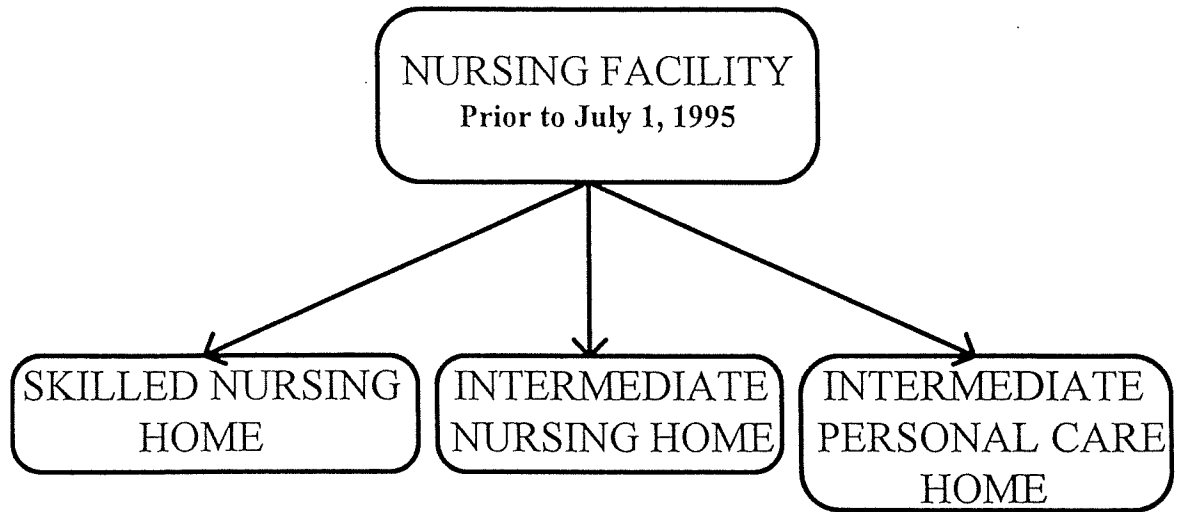 NURSING FACILITY
Prior to July 1, 1995
SKILLED NURSING
HOME
INTERMEDIATE
NURSING HOME
INTERMEDIATE
PERSONAL CARE
HOME